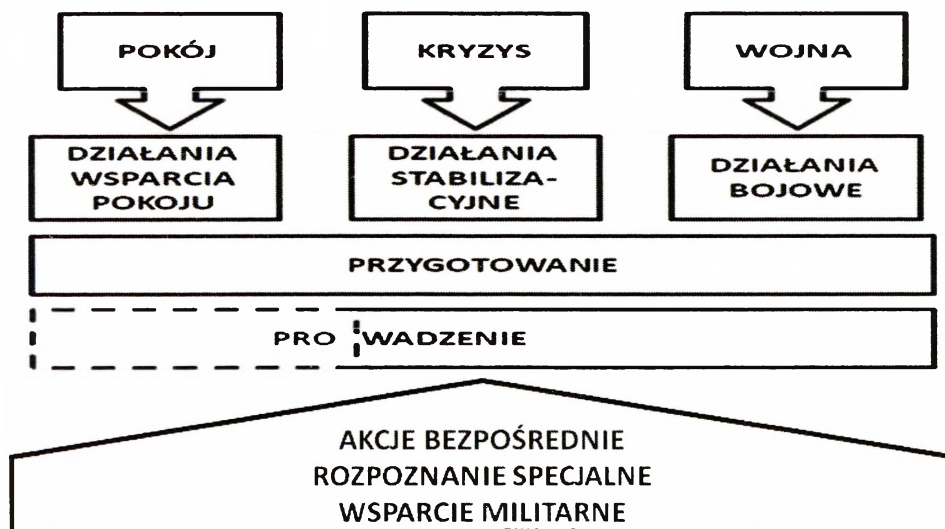 POKÓJ KRYZYS WOJNA
DZIAŁANIA WSPARCIA POKOJU
DZIAŁANIA STABILIZA-
CYJNE
DZIAŁANIA BOJOWE
PRZYGOTOWANIE
PRO WADZENIE
AKCJE BEZPOŚREDNIE
ROZPOZNANIE SPECJALNE
WSPARCIE MILITARNE